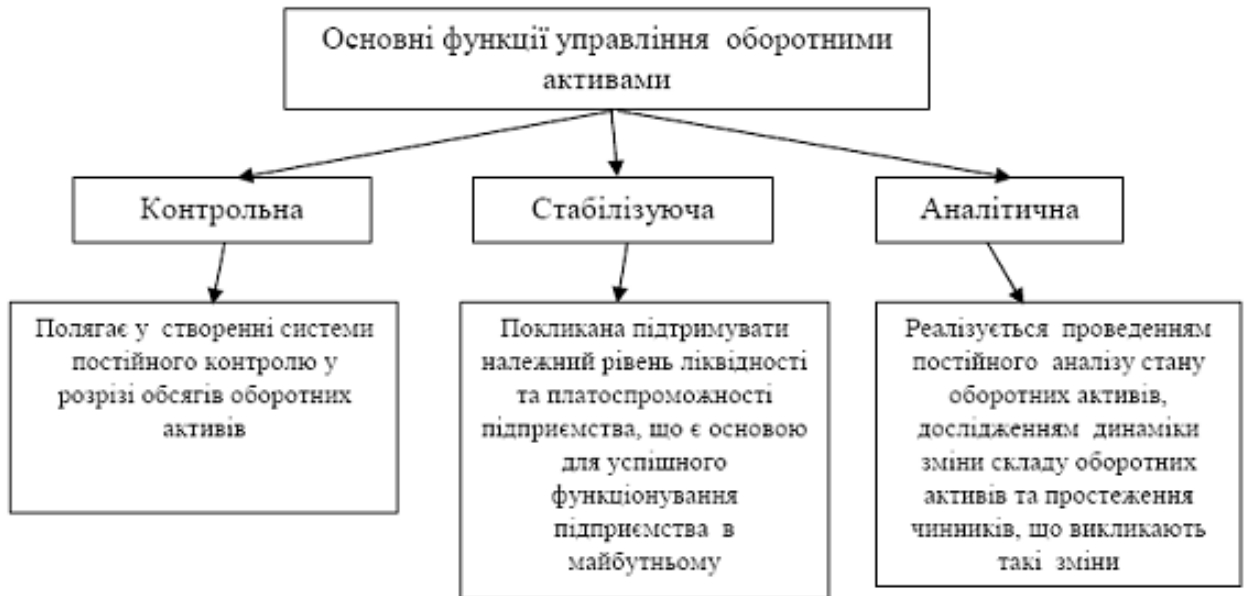 Основні функції управління оборотними
активами
Контрольна
Стабілізуюча
Аналітична
Полягає у створенні системи
постійного контролю у
розрізі обсягів оборотних
активів
Покликана підтримувати
належний рівень ліквідності
та платоспроможності
підприємства, що є основою
для успішного
функціонування
підприємства в
майбутньому
Реалізується проведенням
постійного аналізу стану
оборотних активів,
дослідженням динаміки
зміни складу оборотних
активів та простеження
чинників, що викликають
такі зміни